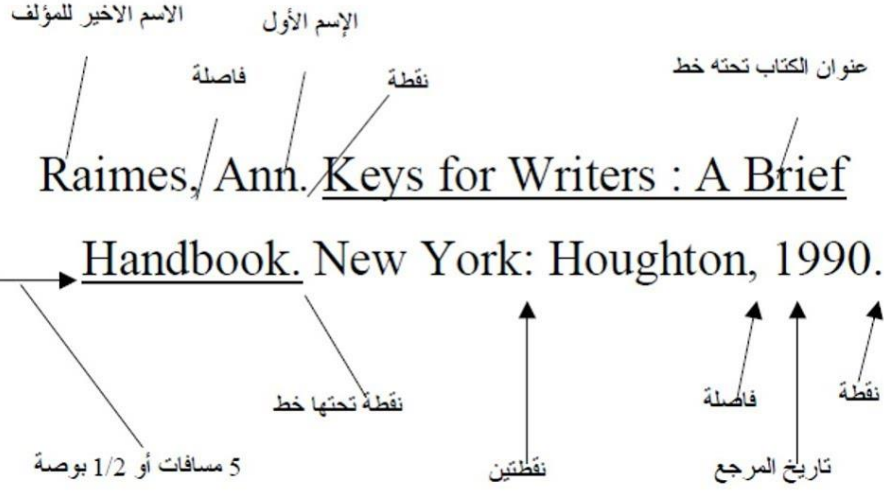 الاسم الاخير للمؤلف
الإسم الأول
فاصلة
نقطة
عنوان الكتاب تحته خط
Raimes, Ann. Keys for Writers : A Brief
Handbook. New York: Houghton, 1990.
نقطة تحتها خط
فاصلة
نقطة
5 مسافات أو 1/2 بوصة
نقطتين
تاريخ المرجع